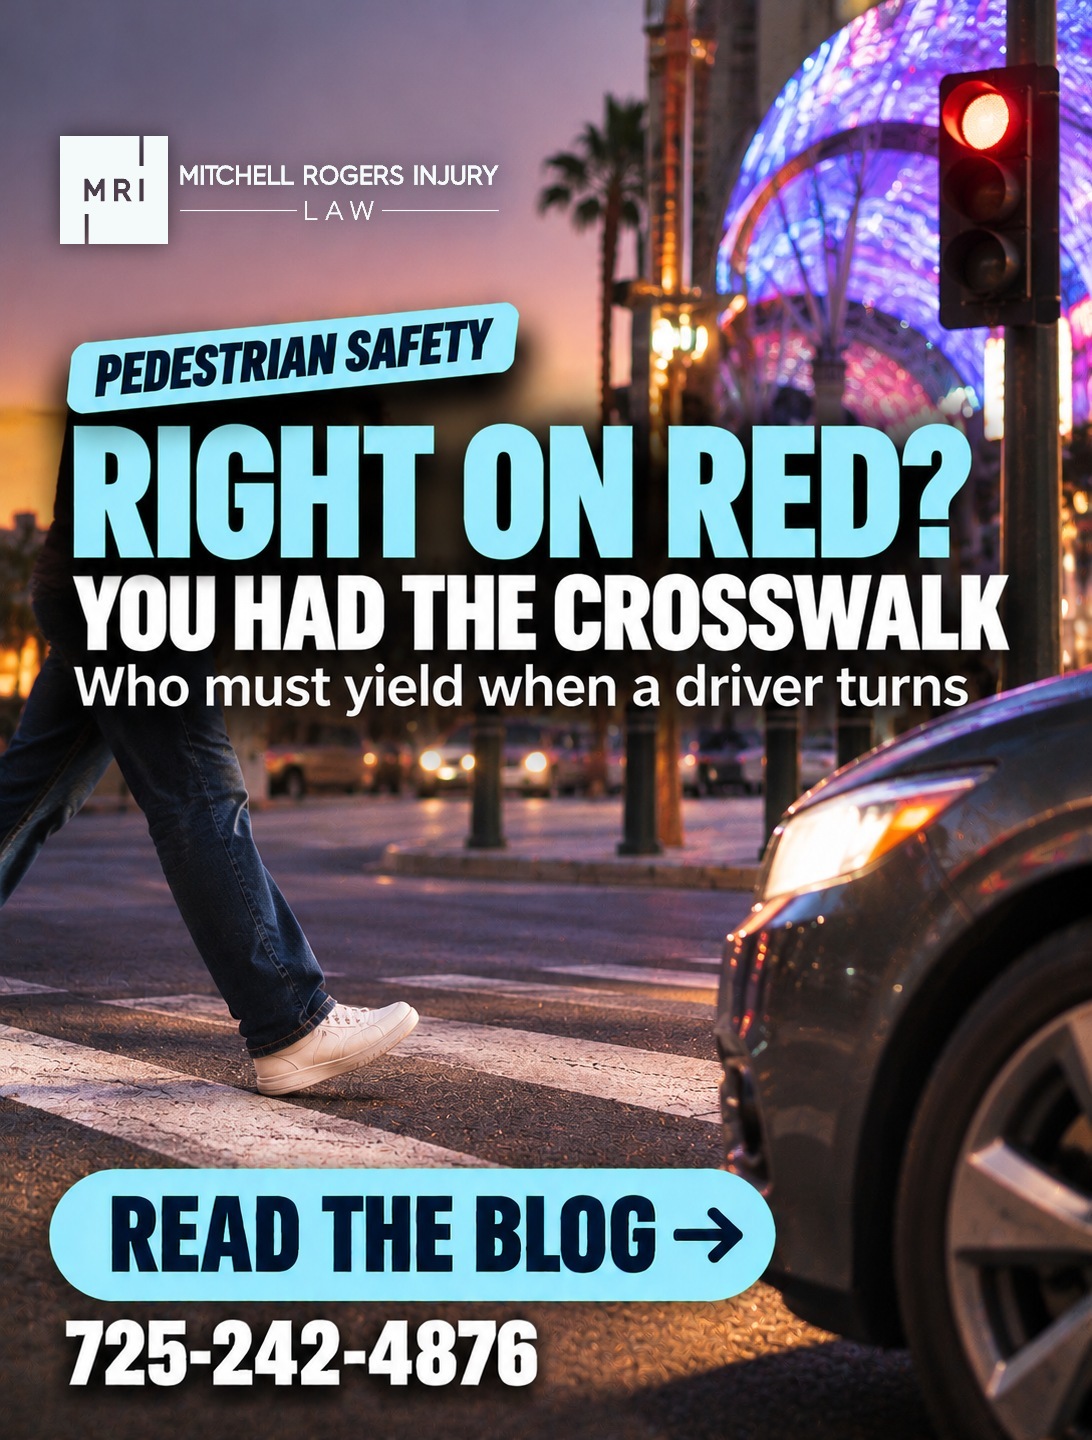 MRI
MITCHELL ROGERS INJURY
LAW
PEDESTRIAN SAFETY
RIGHT ON RED?
YOU HAD THE CROSSWALK
Who must yield when a driver turns
READ THE BLOG →
725-242-4876